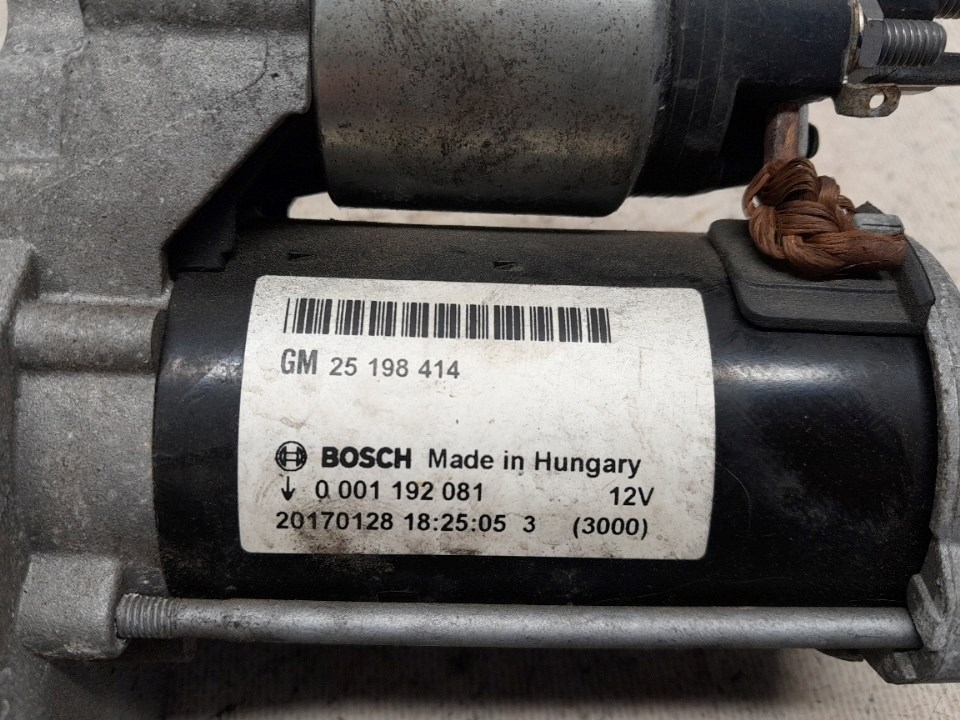 GM 25 198 414
BOSCH Made in Hungary
0 001 192 081 12V
20170128 18:25:05 3 (3000)